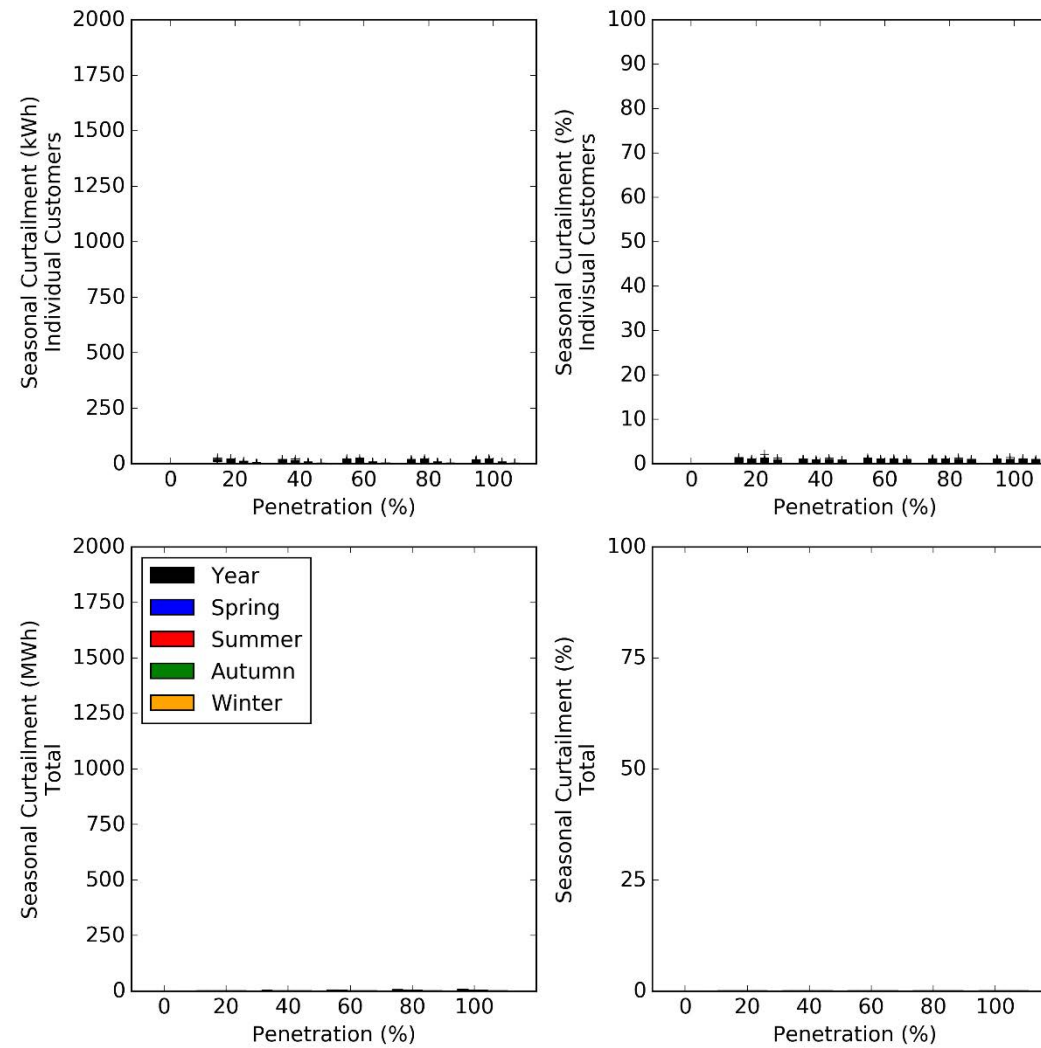 2000
1750
1500
1250
1000
750
500
250
0
Seasonal Curtailment (kWh)
Individual Customers
0 20 40 60 80 100
Penetration (%)
100
90
80
70
60
50
40
30
20
10
0
Seasonal Curtailment (%)
Indivisual Customers
0 20 40 60 80 100
Penetration (%)
2000
1750
1500
1250
1000
750
500
250
0
Seasonal Curtailment (MWh)
Total
Year
Spring
Summer
Autumn
Winter
0 20 40 60 80 100
Penetration (%)
100
75
50
25
0
Seasonal Curtailment (%)
Total
0 20 40 60 80 100
Penetration (%)